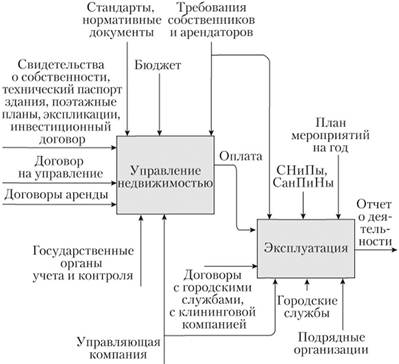 Стандарты,
нормативные
документы
Требования
собственников
и арендаторов
Свидетельства
о собственности,
технический паспорт
здания, поэтажные
планы, экспликации,
инвестиционный
договор
Бюджет
План
мероприятий
на год
Управление
недвижимостью
Оплата
СНиПы,
СанПиНы
Договор
на управление
Договоры аренды
Отчет
о дея-
тель-
ности
Эксплуатация
Государственные
органы
учета и контроля
Договоры
с городскими
службами,
с клининговой
компанией
Городские
службы
Управляющая
компания
Подрядные
организации